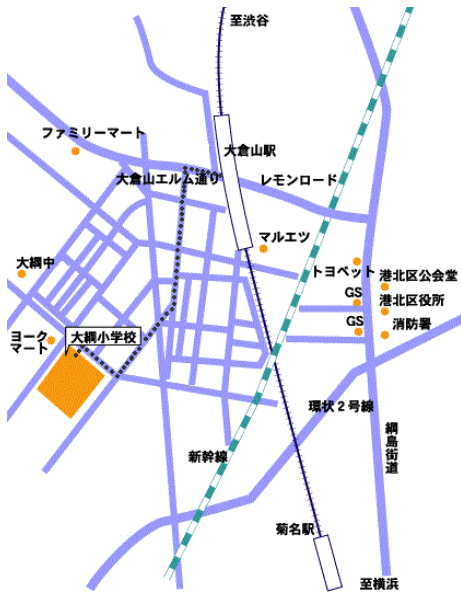 至渋谷
ファミリーマート
大倉山駅
大倉山エルム通り
レモンロード
マルエツ
大綱中
トヨペット
港北区公会堂
GS
港北区役所
GS
消防署
ヨーク
マート
大綱小学校
環状2号線
綱島街道
新幹線
菊名駅
至横浜